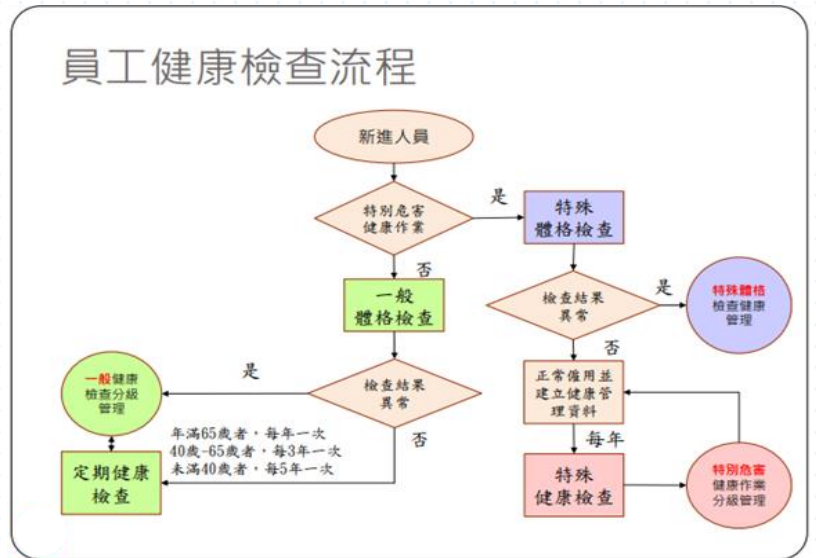 員工健康檢查流程
新進人員
特別危害
健康作業
是
特殊
體格檢查
否
一般
體格檢查
檢查結果
異常
是
特殊體格
檢查健康
管理
否
檢查結果
異常
是
一般健康
檢查分級
管理
否
正常僱用並
建立健康管
理資料
年滿65歲者，每年一次
40歲-65歲者，每3年一次
未滿40歲者，每5年一次
每年
定期健康
檢查
特殊
健康檢查
特別危害
健康作業
分級管理